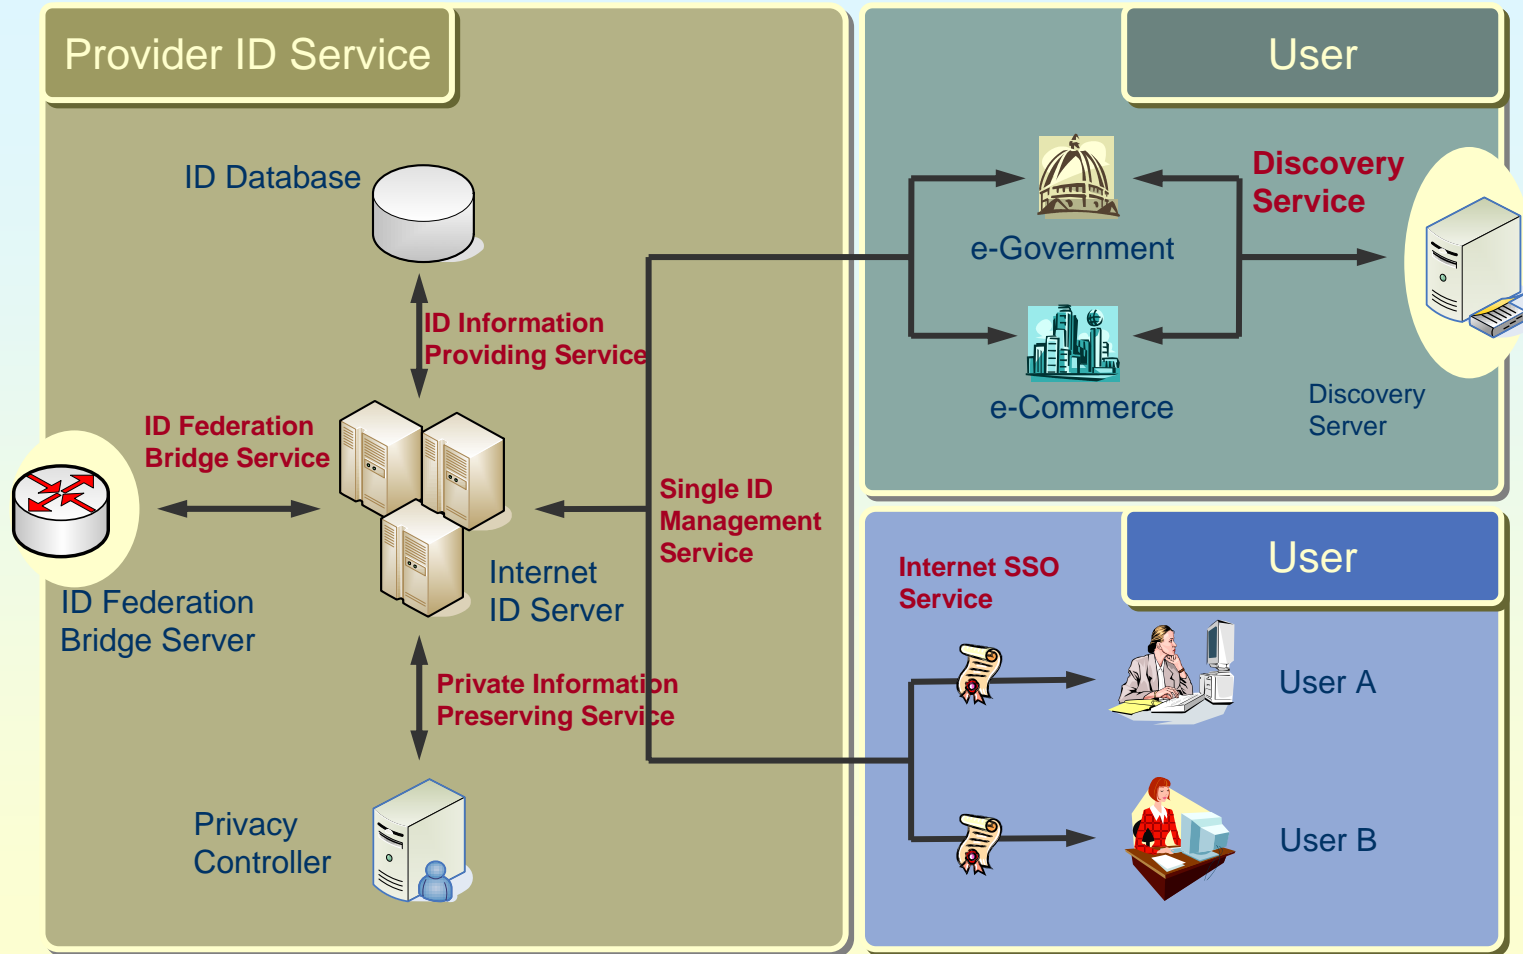 Provider ID Service
ID Database
ID Information
Providing Service
ID Federation
Bridge Service
ID Federation
Bridge Server
Internet
ID Server
Single ID
Management
Service
Private Information
Preserving Service
Privacy
Controller
User
e-Government
Discovery
Service
e-Commerce
Discovery
Server
User
Internet SSO
Service
User A
User B